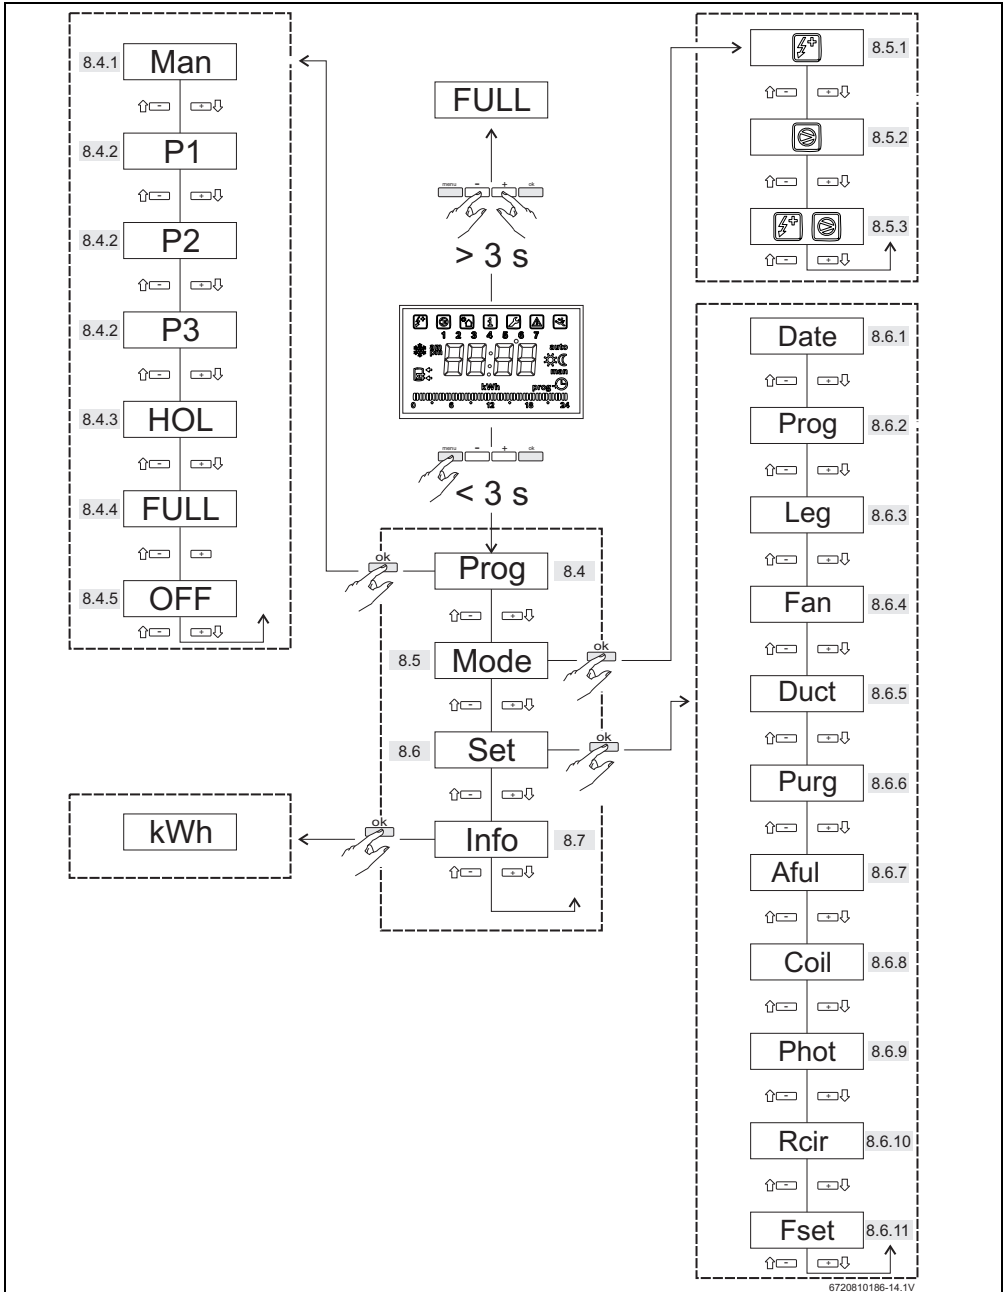 8.4.1 Man
- +
8.4.2 P1
- +
8.4.2 P2
- +
8.4.2 P3
- +
8.4.3 HOL
- +
8.4.4 FULL
- +
8.4.5 OFF
- +
kWh
FULL
menu - + ok
> 3 s
1 2 3 4 5 6 7
am
pm
88:88
auto
man
kWh prog
0 6 12 18 24
menu - + ok
< 3 s
ok
Prog 8.4
- +
8.5 Mode ok
- +
8.6 Set ok
- +
ok
Info 8.7
- +
8.5.1
- +
8.5.2
- +
8.5.3
- +
Date 8.6.1
- +
Prog 8.6.2
- +
Leg 8.6.3
- +
Fan 8.6.4
- +
Duct 8.6.5
- +
Purg 8.6.6
- +
Aful 8.6.7
- +
Coil 8.6.8
- +
Phot 8.6.9
- +
Rcir 8.6.10
- +
Fset 8.6.11
- +
6720810186-14.1V